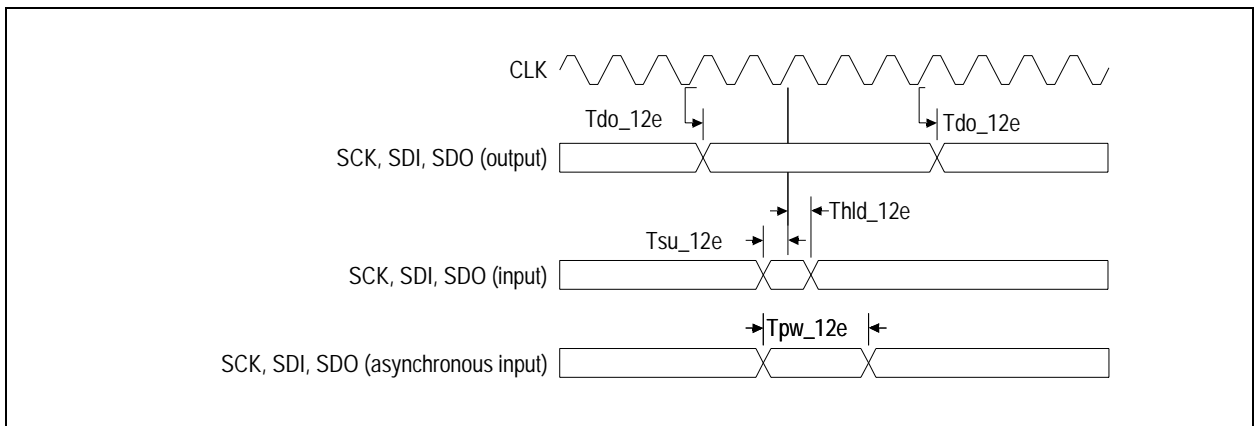 CLK
Tdo_12e
Tdo_12e
SCK, SDI, SDO (output)
Thld_12e
Tsu_12e
SCK, SDI, SDO (input)
Tpw_12e
SCK, SDI, SDO (asynchronous input)